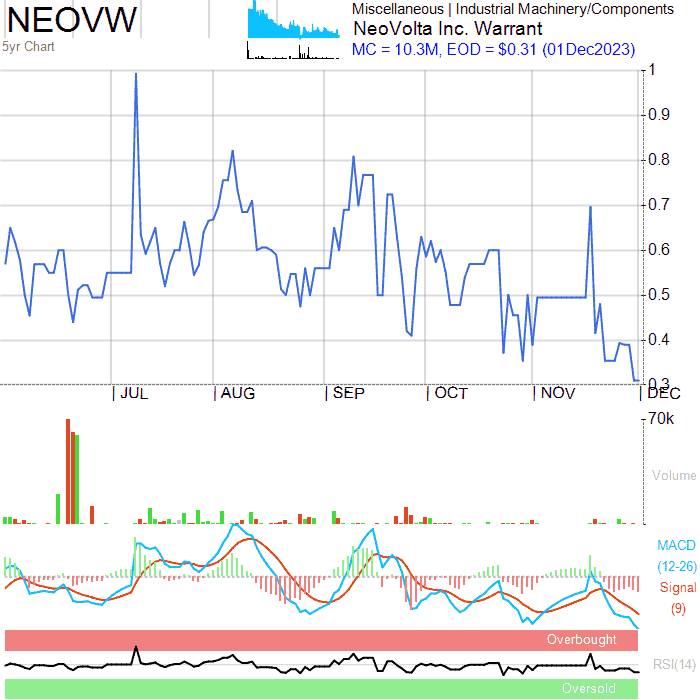 NEOVW
5yr Chart
Miscellaneous | Industrial Machinery/Components
NeoVolta Inc. Warrant
MC = 10.3M, EOD = $0.31 (01Dec2023)
1
0.9
0.8
0.7
0.6
0.5
0.4
0.3
JUL
AUG
SEP
OCT
NOV
DEC
70k
Volume
MACD
(12-26)
Signal
(9)
Overbought
RSI(14)
Oversold